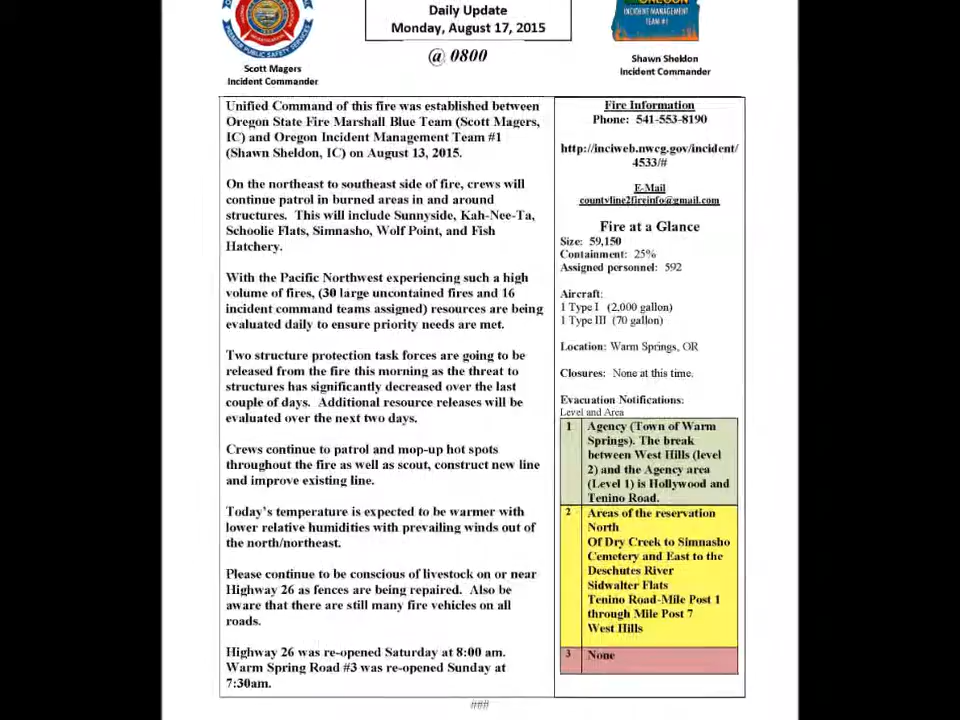 Daily Update
Monday, August 17, 2015
@ 0800
INCIDENT MANAGEMENT
TEAM #1
Scott Magers
Incident Commander
Shawn Sheldon
Incident Commander
Unified Command of this fire was established between
Oregon State Fire Marshall Blue Team (Scott Magers,
IC) and Oregon Incident Management Team #1
(Shawn Sheldon, IC) on August 13, 2015.
On the northeast to southeast side of fire, crews will
continue patrol in burned areas in and around
structures. This will include Sunnyside, Kah-Nee-Ta,
Schoolie Flats, Simnasho, Wolf Point, and Fish
Hatchery.
With the Pacific Northwest experiencing such a high
volume of fires, (30 large uncontained fires and 16
incident command teams assigned) resources are being
evaluated daily to ensure priority needs are met.
Two structure protection task forces are going to be
released from the fire this morning as the threat to
structures has significantly decreased over the last
couple of days. Additional resource releases will be
evaluated over the next two days.
Crews continue to patrol and mop-up hot spots
throughout the fire as well as scout, construct new line
and improve existing line.
Today's temperature is expected to be warmer with
lower relative humidities with prevailing winds out of
the north/northeast.
Please continue to be conscious of livestock on or near
Highway 26 as fences are being repaired. Also be
aware that there are still many fire vehicles on all
roads.
Highway 26 was re-opened Saturday at 8:00 am.
Warm Spring Road #3 was re-opened Sunday at
7:30am.
Fire Information
Phone: 541-553-8190
http://inciweb.nwcg.gov/incident/
4533/#
E-Mail
countyline2fireinfo@gmail.com
Fire at a Glance
Size: 59,150
Containment: 25%
Assigned personnel: 592
Aircraft:
1 Type I (2,000 gallon)
1 Type III (70 gallon)
Location: Warm Springs, OR
Closures: None at this time.
Evacuation Notifications:
Level and Area
1 Agency (Town of Warm
Springs). The break
between West Hills (level
2) and the Agency area
(Level 1) is Hollywood and
Tenino Road.
2 Areas of the reservation
North
Of Dry Creek to Simnasho
Cemetery and East to the
Deschutes River
Sidwalter Flats
Tenino Road-Mile Post 1
through Mile Post 7
West Hills
3 None
###